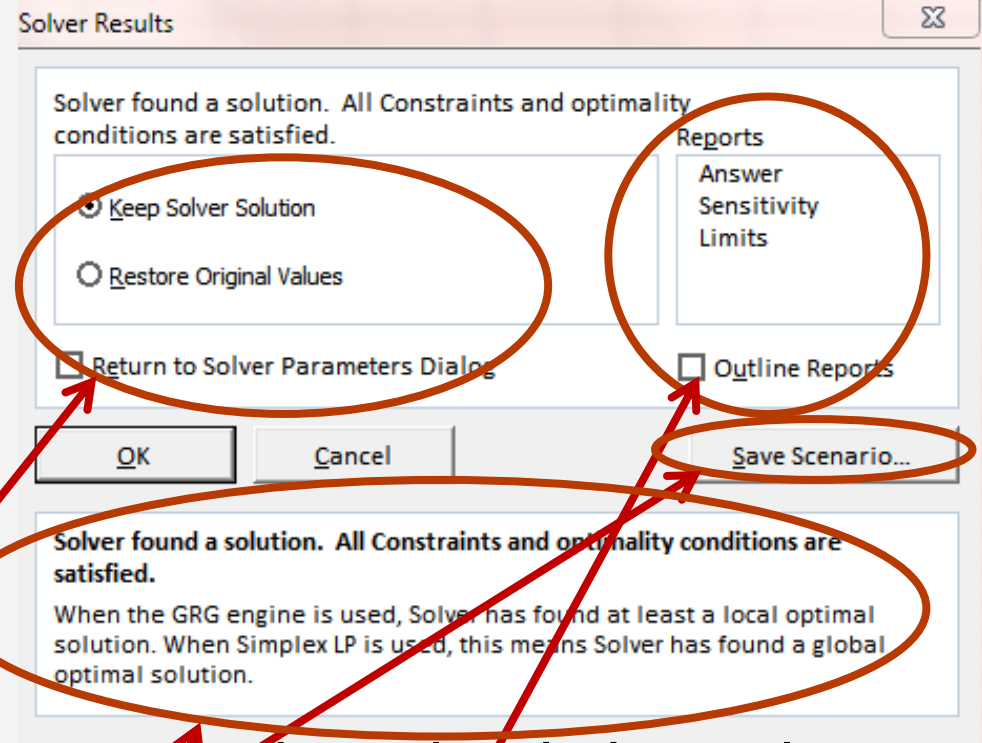 Solver Results
Solver found a solution. All Constraints and optimality
conditions are satisfied.
Reports
Answer
Sensitivity
Limits
Keep Solver Solution
Restore Original Values
Return to Solver Parameters Dialog
Outline Reports
OK
Cancel
Save Scenario...
Solver found a solution. All Constraints and optimality conditions are
satisfied.
When the GRG engine is used, Solver has found at least a local optimal
solution. When Simplex LP is used, this means Solver has found a global
optimal solution.